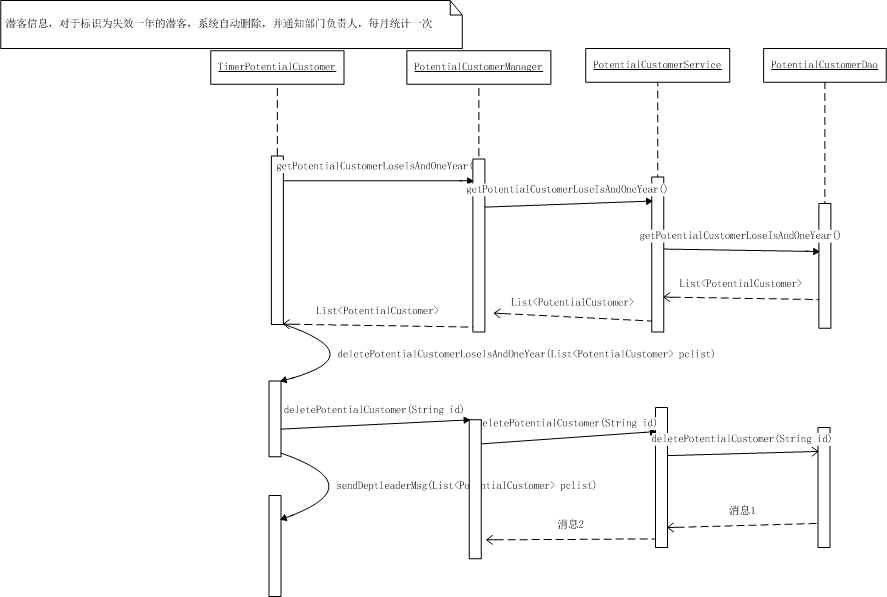 潜客信息，对于标识为失效一年的潜客，系统自动删除，并通知部门负责人，每月统计一次
TimerPotentialCustomer
PotentialCustomerManager
PotentialCustomerService
PotentialCustomerDao
getPotentialCustomerLoseIsAndOneYear(
getPotentialCustomerLoseIsAndOneYear()
getPotentialCustomerLoseIsAndOneYear()
List<PotentialCustomer>
List<PotentialCustomer>
List<PotentialCustomer>
deletePotentialCustomerLoseIsAndOneYear(List<PotentialCustomer> pclist)
deletePotentialCustomer(String id)
eletePotentialCustomer(String id)
deletePotentialCustomer(String id)
sendDeptleaderMsg(List<PotentialCustomer> pclist)
消息1
消息2